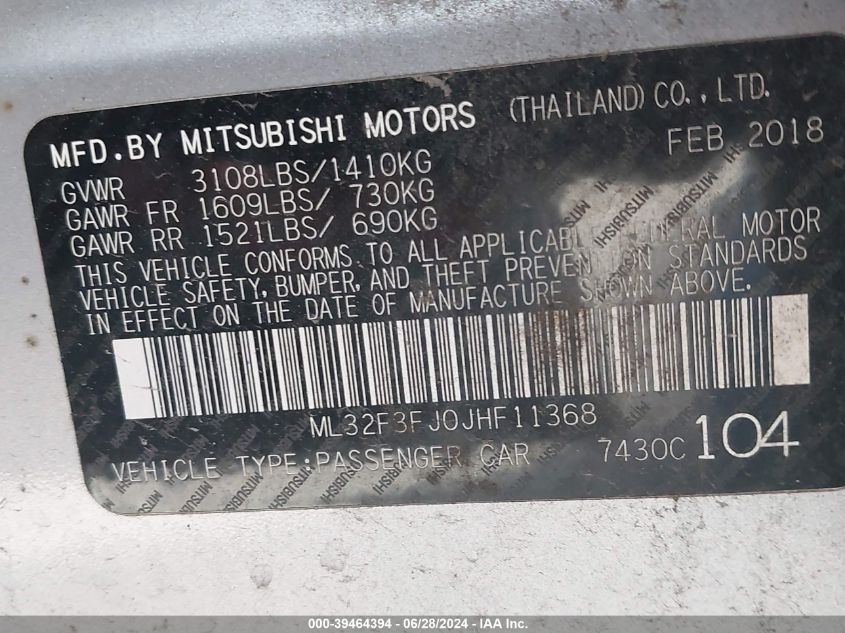 MFD.BY MITSUBISHI MOTORS (THAILAND) CO., LTD.
FEB 2018
GVWR 3108LBS/1410KG
GAWR FR 1609LBS/ 730KG
GAWR RR 1521LBS/ 690KG
THIS VEHICLE CONFORMS TO ALL APPLICABLE FEDERAL MOTOR
VEHICLE SAFETY, BUMPER, AND THEFT PREVENTION STANDARDS
IN EFFECT ON THE DATE OF MANUFACTURE SHOWN ABOVE.
ML32F3FJ0JHF11368
VEHICLE TYPE:PASSENGER CAR 7430C 104
000-39464394 - 06/28/2024 - IAAI.com